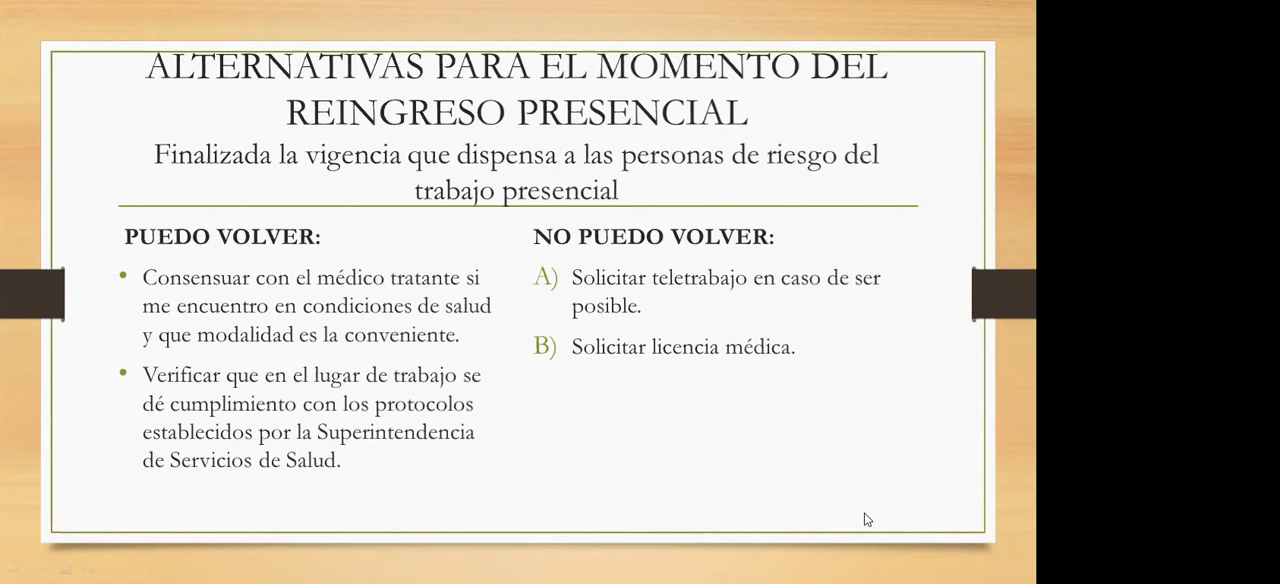 ALTERNATIVAS PARA EL MOMENTO DEL
REINGRESO PRESENCIAL
Finalizada la vigencia que dispensa a las personas de riesgo del
trabajo presencial
PUEDO VOLVER:
• Consensuar con el médico tratante si
me encuentro en condiciones de salud
y que modalidad es la conveniente.
• Verificar que en el lugar de trabajo se
dé cumplimiento con los protocolos
establecidos por la Superintendencia
de Servicios de Salud.
NO PUEDO VOLVER:
A) Solicitar teletrabajo en caso de ser
posible.
B) Solicitar licencia médica.